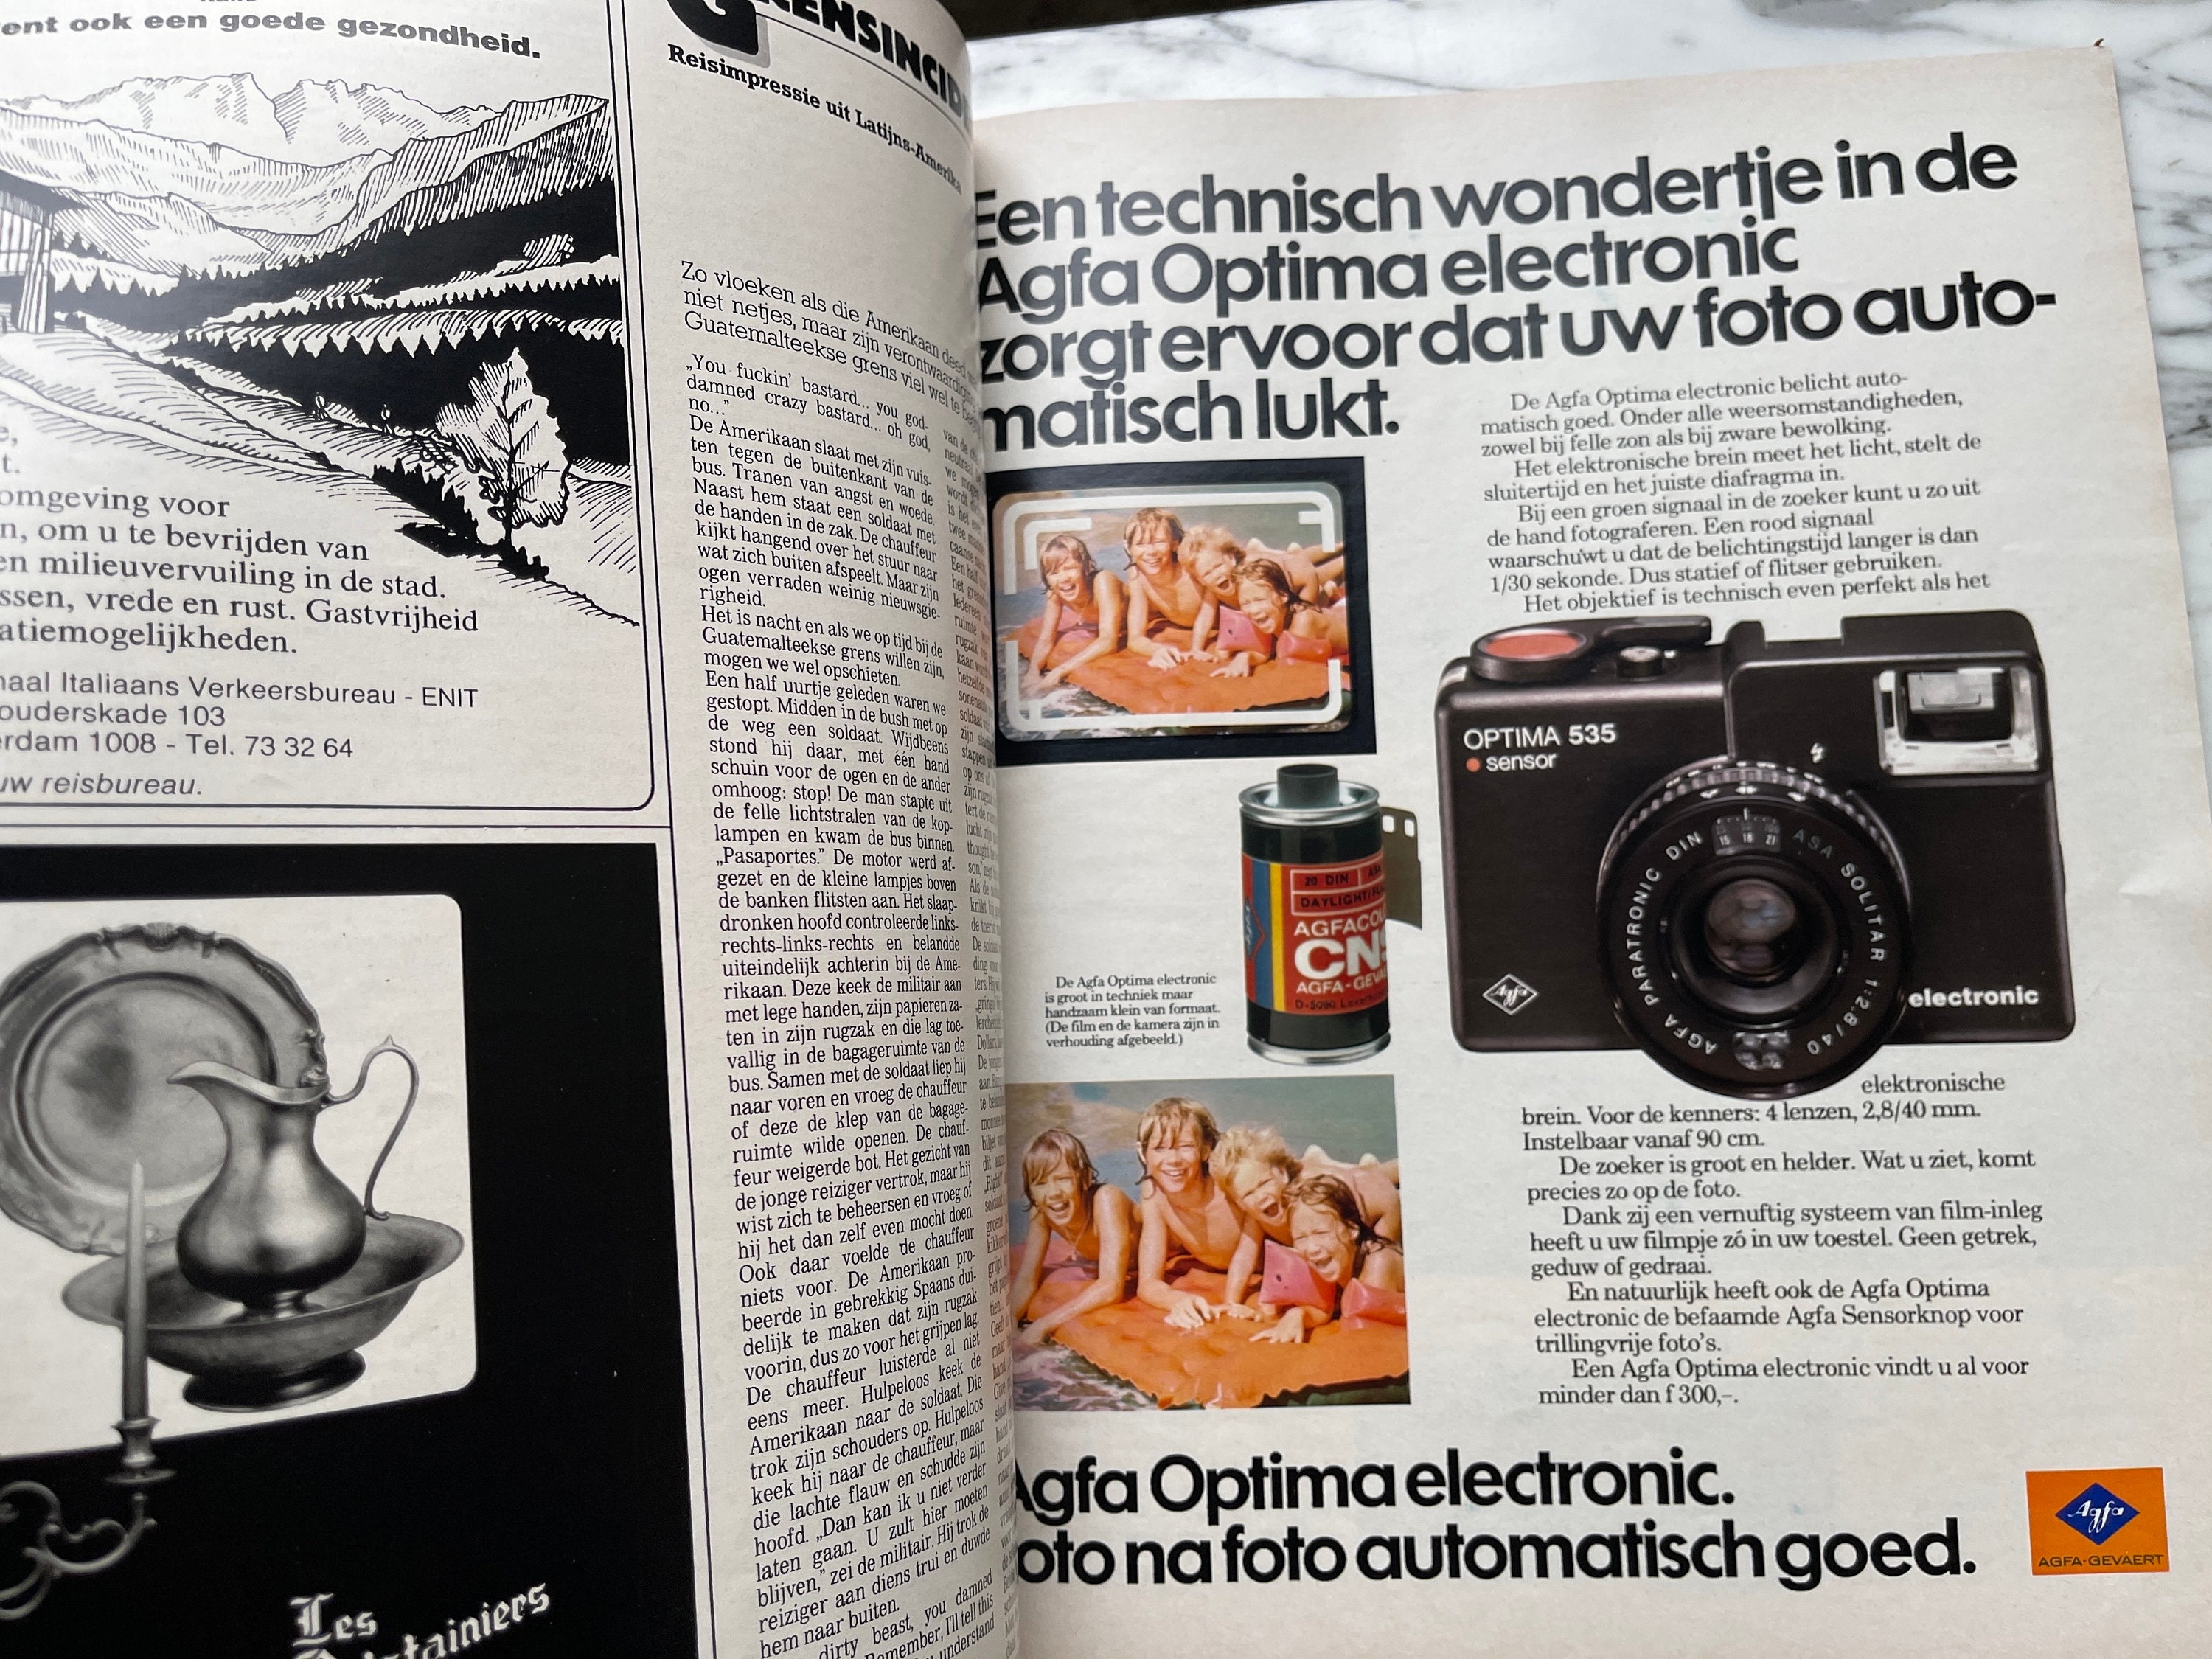 ent ook een goede gezondheid.
omgeving voor
n, om u te bevrijden van
en milieuvervuiling in de stad.
ssen, vrede en rust. Gastvrijheid
atiemogelijkheden.
naal Italiaans Verkeersbureau - ENIT
ouderskade 103
erdam 1008 - Tel. 73 32 64
uw reisbureau.
Les
RENSINCID
Reisimpressie uit Latijns-Amerika
Zo vloeken als die Amerikaan deed
niet netjes, maar zijn verontwaardig
Guatemalteekse grens viel wel te
„You fuckin' bastard... you god-
damned crazy bastard... oh god,
no..."
De Amerikaan slaat met zijn vuis-
ten tegen de buitenkant van de
bus. Tranen van angst en woede.
Naast hem staat een soldaat met
de handen in de zak. De chauffeur
kijkt hangend over het stuur naar
wat zich buiten afspeelt. Maar zijn
ogen verraden weinig nieuwsgie-
righeid.
Het is nacht en als we op tijd bij de
Guatemalteekse grens willen zijn,
mogen we wel opschieten.
Een half uurtje geleden waren we
gestopt. Midden in de bush met op
de weg een soldaat. Wijdbeens
stond hij daar, met één hand
schuin voor de ogen en de ander
omhoog: stop! De man stapte uit
de felle lichtstralen van de kop-
lampen en kwam de bus binnen.
„Pasaportes." De motor werd af-
gezet en de kleine lampjes boven
de banken flitsten aan. Het slaap-
dronken hoofd controleerde links-
rechts-links-rechts en belandde
uiteindelijk achterin bij de Ame-
rikaan. Deze keek de militair aan
met lege handen, zijn papieren za-
ten in zijn rugzak en die lag toe-
vallig in de bagageruimte van de
bus. Samen met de soldaat liep hij
naar voren en vroeg de chauffeur
of deze de klep van de bagage-
ruimte wilde openen. De chauf-
feur weigerde bot. Het gezicht van
de jonge reiziger vertrok, maar hij
wist zich te beheersen en vroeg of
hij het dan zelf even mocht doen.
Ook daar voelde de chauffeur
niets voor. De Amerikaan pro-
beerde in gebrekkig Spaans dui-
delijk te maken dat zijn rugzak
voorin, dus zo voor het grijpen lag.
De chauffeur luisterde al niet
eens meer. Hulpeloos keek de
Amerikaan naar de soldaat. Die
trok zijn schouders op. Hulpeloos
keek hij naar de chauffeur, maar
die lachte flauw en schudde zijn
hoofd. „Dan kan ik u niet verder
laten gaan. U zult hier moeten
blijven," zei de militair. Hij trok de
reiziger aan diens trui en duwde
hem naar buiten.
dirty beast, you damned
Remember, I'll tell this
understand
Een technisch wondertje in de
Agfa Optima electronic
zorgt ervoor dat uw foto auto-
matisch lukt.
De Agfa Optima electronic belicht auto-
matisch goed. Onder alle weersomstandigheden,
zowel bij felle zon als bij zware bewolking.
Het elektronische brein meet het licht, stelt de
sluitertijd en het juiste diafragma in.
Bij een groen signaal in de zoeker kunt u zo uit
de hand fotograferen. Een rood signaal
waarschuwt u dat de belichtingstijd langer is dan
1/30 sekonde. Dus statief of flitser gebruiken.
Het objektief is technisch even perfekt als het
OPTIMA 535
sensor
AGFA PARATRONIC DIN 15 18 21 ASA SOLITAR 1:2.8/40
Agfa
electronic
20 DIN
DAYLIGHT/
AGFACO
CNS
AGFA-GEVA
De Agfa Optima electronic
is groot in techniek maar
handzaam klein van formaat.
(De film en de kamera zijn in
verhouding afgebeeld.)
elektronische
brein. Voor de kenners: 4 lenzen, 2,8/40 mm.
Instelbaar vanaf 90 cm.
De zoeker is groot en helder. Wat u ziet, komt
precies zo op de foto.
Dank zij een vernuftig systeem van film-inleg
heeft u uw filmpje zó in uw toestel. Geen getrek,
geduw of gedraai.
En natuurlijk heeft ook de Agfa Optima
electronic de befaamde Agfa Sensorknop voor
trillingvrije foto's.
Een Agfa Optima electronic vindt u al voor
minder dan f 300,-.
Agfa Optima electronic.
oto na foto automatisch goed.
Agfa
AGFA-GEVAERT